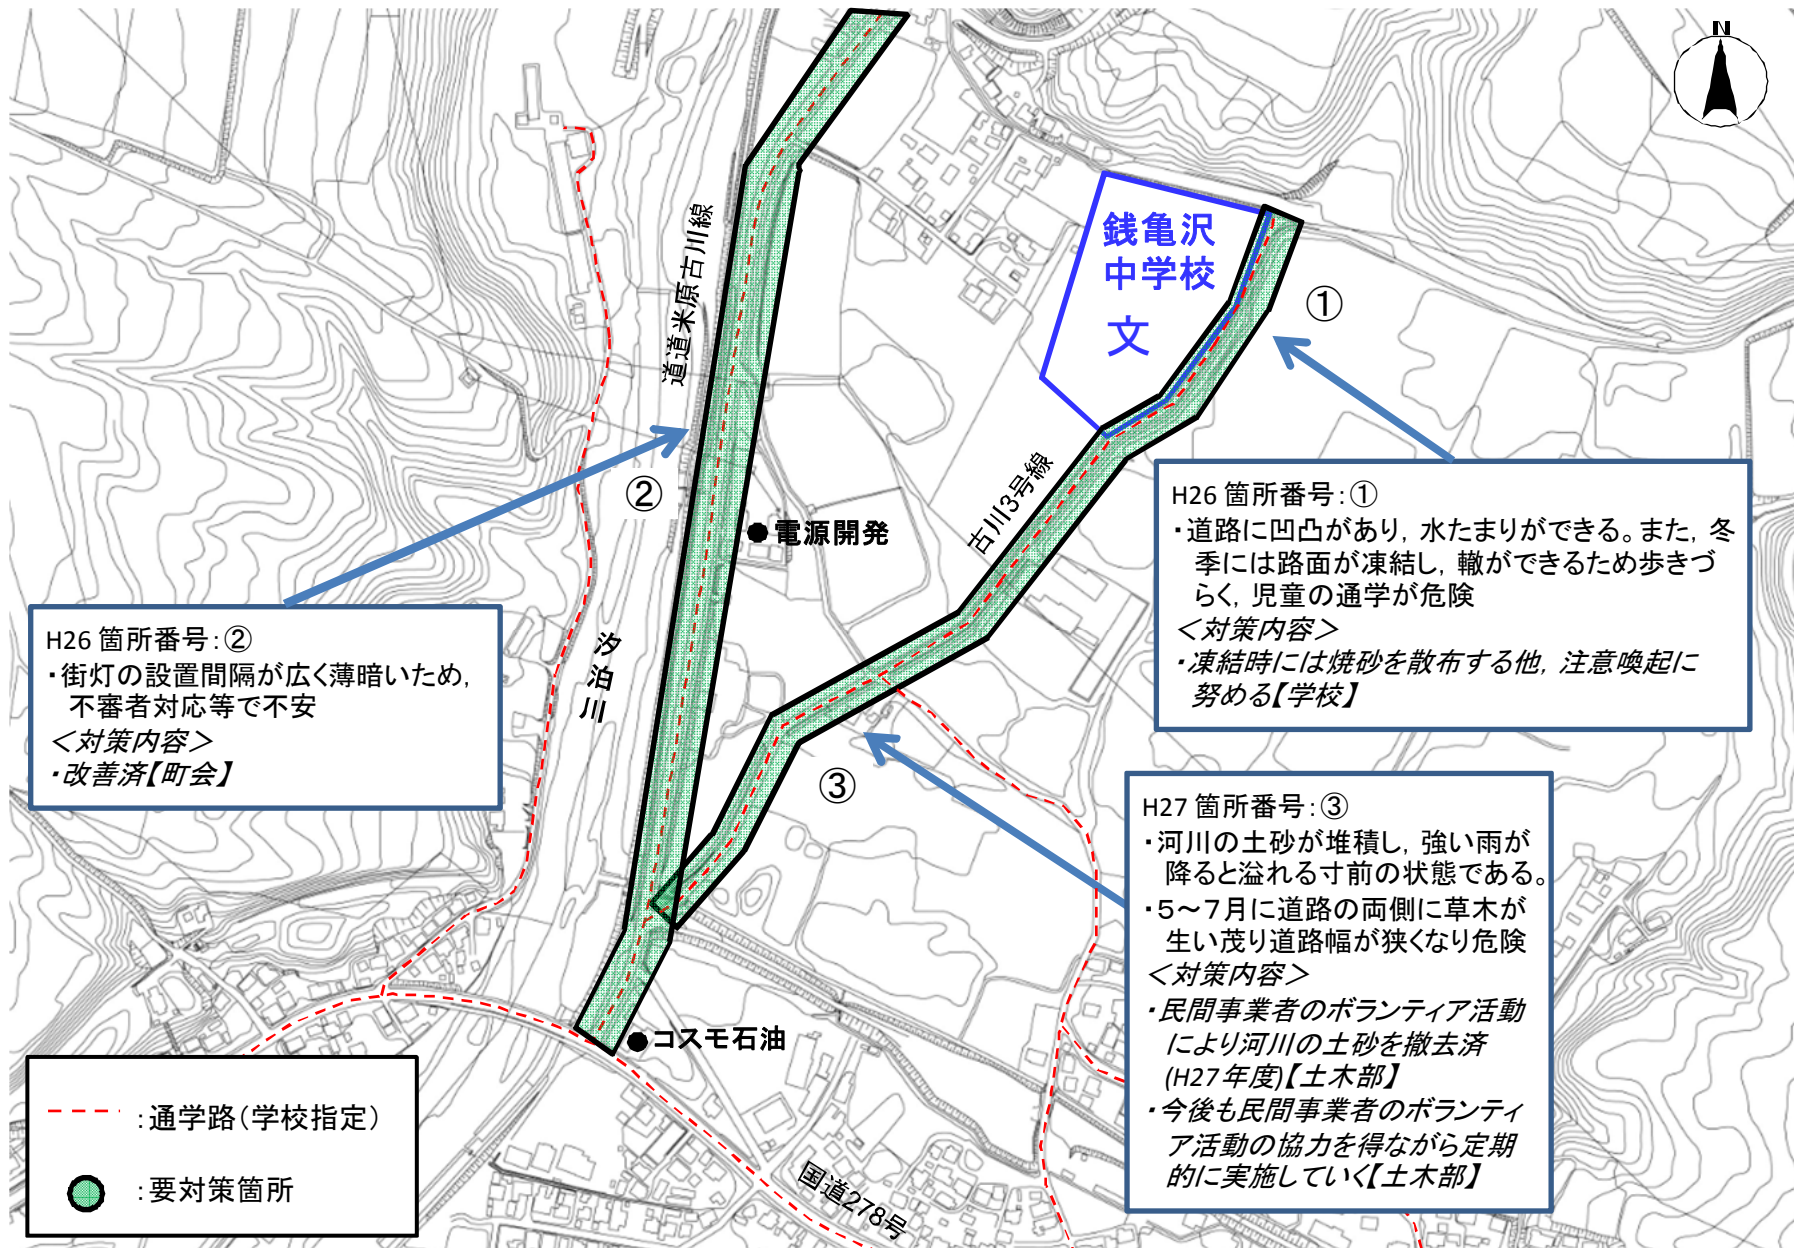 N
銭亀沢
中学校
文
①
道道米原古川線
②
電源開発
古川3号線
汐泊川
③
コスモ石油
国道278号
H26 箇所番号:①
・道路に凹凸があり，水たまりができる。また，冬
季には路面が凍結し，轍ができるため歩きづ
らく，児童の通学が危険
＜対策内容＞
・凍結時には焼砂を散布する他，注意喚起に
努める【学校】
H26 箇所番号:②
・街灯の設置間隔が広く薄暗いため，
不審者対応等で不安
＜対策内容＞
・改善済【町会】
H27 箇所番号:③
・河川の土砂が堆積し，強い雨が
降ると溢れる寸前の状態である。
・5～7月に道路の両側に草木が
生い茂り道路幅が狭くなり危険
＜対策内容＞
・民間事業者のボランティア活動
により河川の土砂を撤去済
(H27年度)【土木部】
・今後も民間事業者のボランティ
ア活動の協力を得ながら定期
的に実施していく【土木部】
:通学路(学校指定)
:要対策箇所